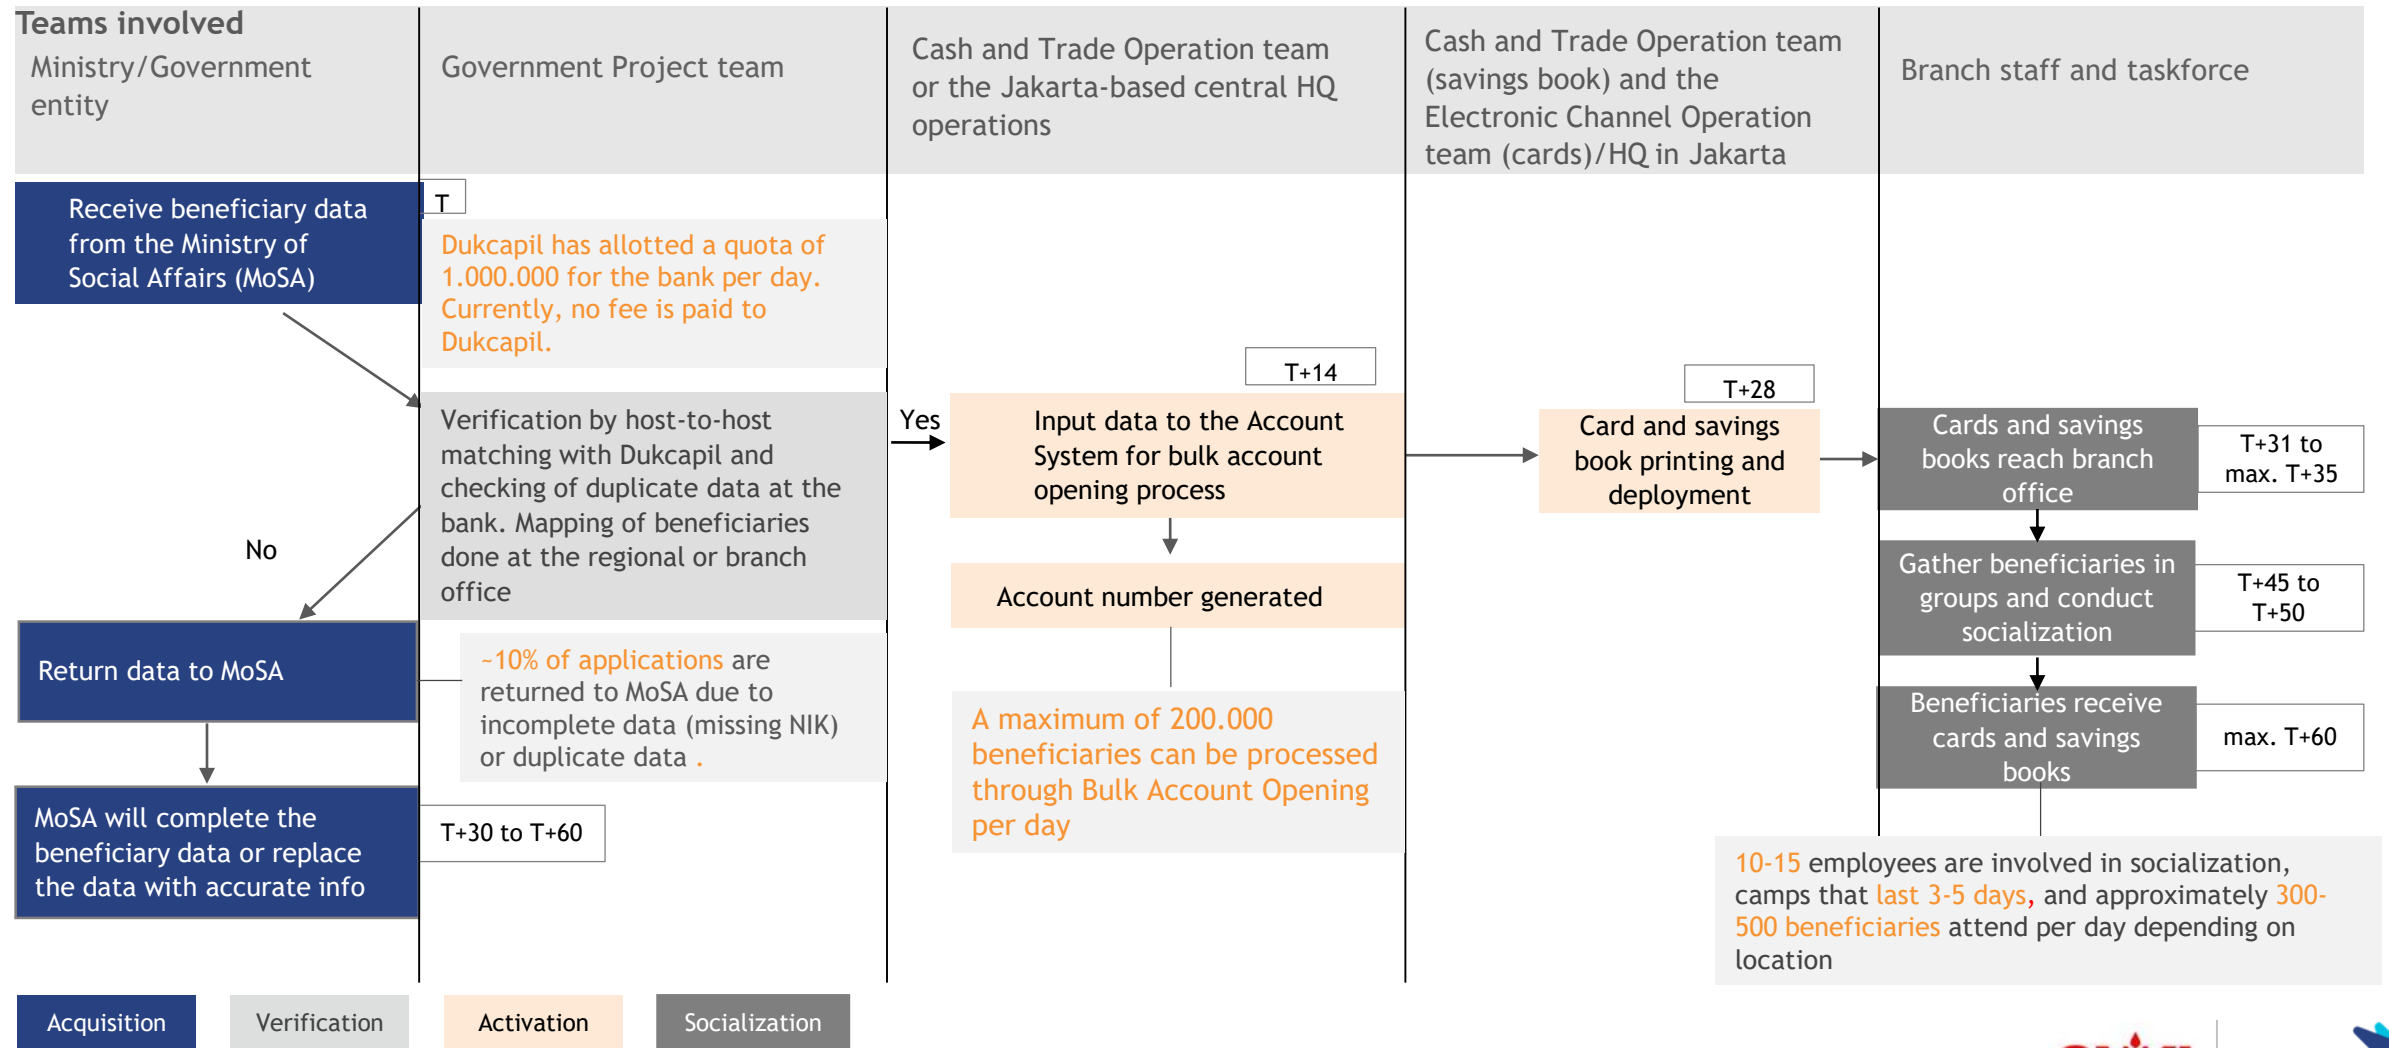 Teams involved
Ministry/Government
entity
Government Project team
Cash and Trade Operation team
or the Jakarta-based central HQ
operations
Cash and Trade Operation team
(savings book) and the
Electronic Channel Operation
team (cards)/HQ in Jakarta
Branch staff and taskforce
Receive beneficiary data
from the Ministry of
Social Affairs (MoSA)
T
Dukcapil has allotted a quota of
1.000.000 for the bank per day.
Currently, no fee is paid to
Dukcapil.
Verification by host-to-host
matching with Dukcapil and
checking of duplicate data at the
bank. Mapping of beneficiaries
done at the regional or branch
office
No
Yes
Return data to MoSA
~10% of applications are
returned to MoSA due to
incomplete data (missing NIK)
or duplicate data .
MoSA will complete the
beneficiary data or replace
the data with accurate info
T+30 to T+60
T+14
Input data to the Account
System for bulk account
opening process
Account number generated
A maximum of 200.000
beneficiaries can be processed
through Bulk Account Opening
per day
T+28
Card and savings
book printing and
deployment
Cards and savings
books reach branch
office
T+31 to
max. T+35
Gather beneficiaries in
groups and conduct
socialization
T+45 to
T+50
Beneficiaries receive
cards and savings
books
max. T+60
10-15 employees are involved in socialization,
camps that last 3-5 days, and approximately 300-
500 beneficiaries attend per day depending on
location
Acquisition
Verification
Activation
Socialization